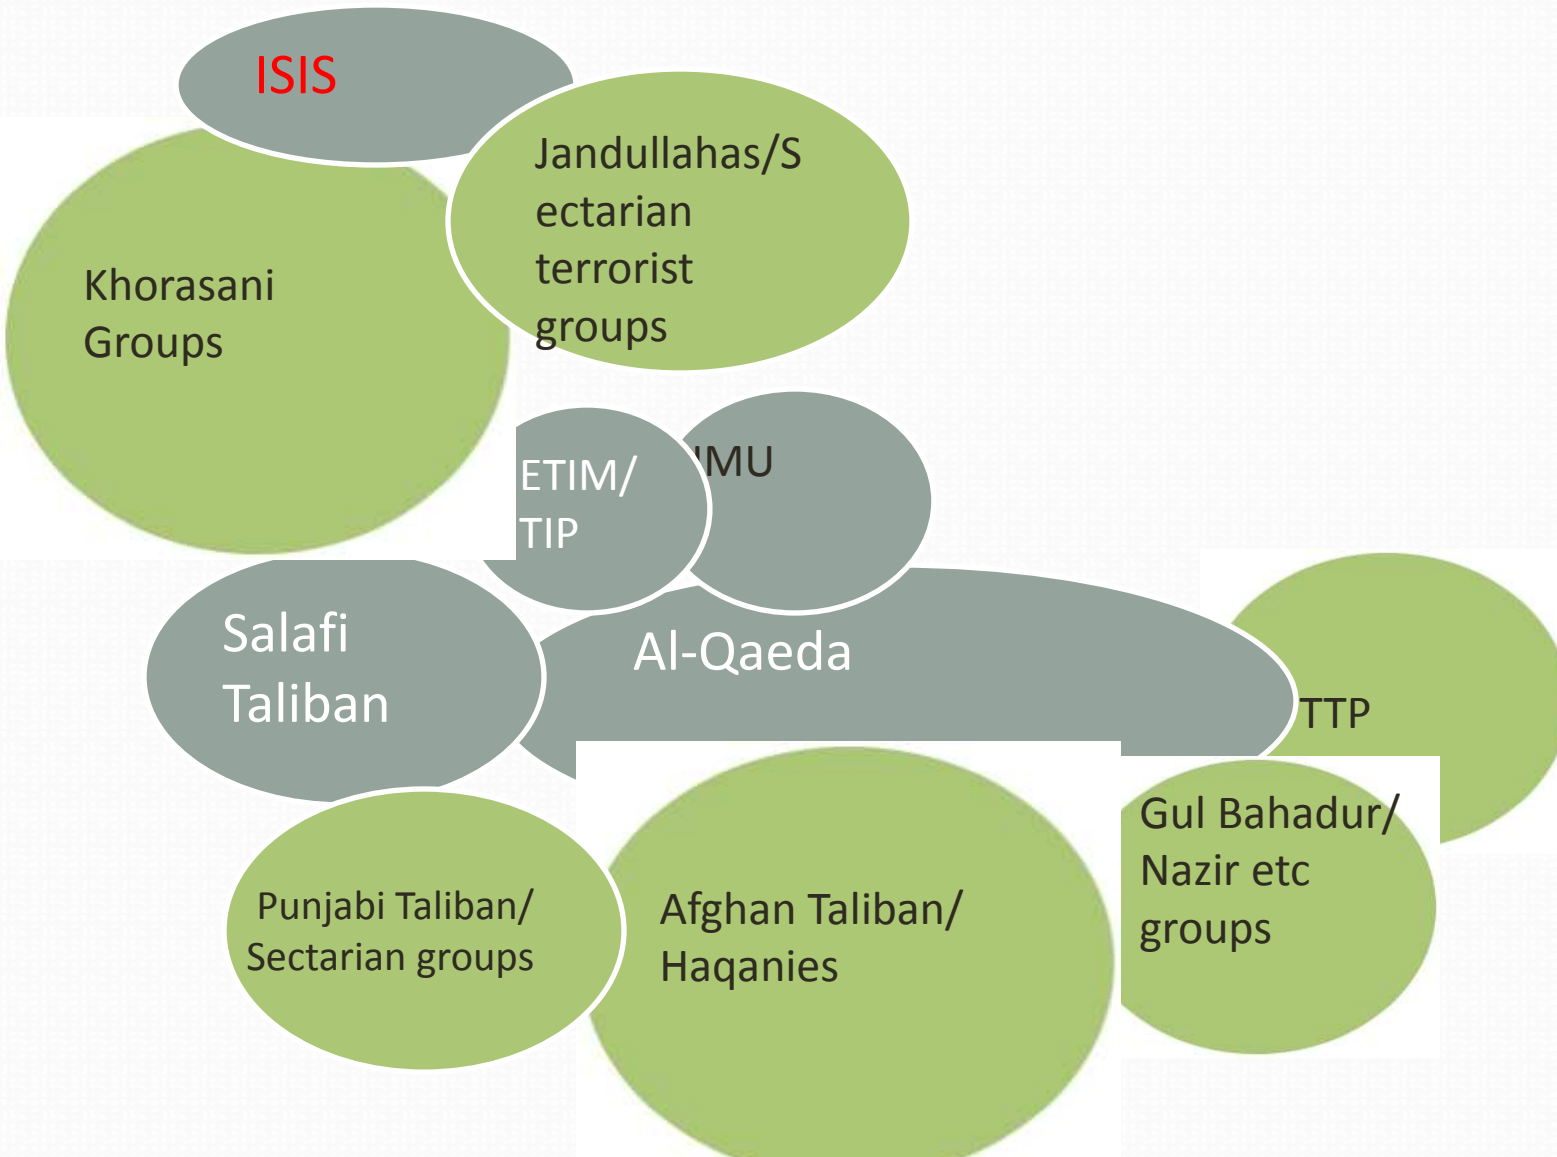 ISIS
Jandullahas/S
ectarian
terrorist
groups
Khorasani
Groups
ETIM/
TIP
IMU
Salafi
Taliban
Al-Qaeda
TTP
Gul Bahadur/
Nazir etc
groups
Punjabi Taliban/
Sectarian groups
Afghan Taliban/
Haqanies